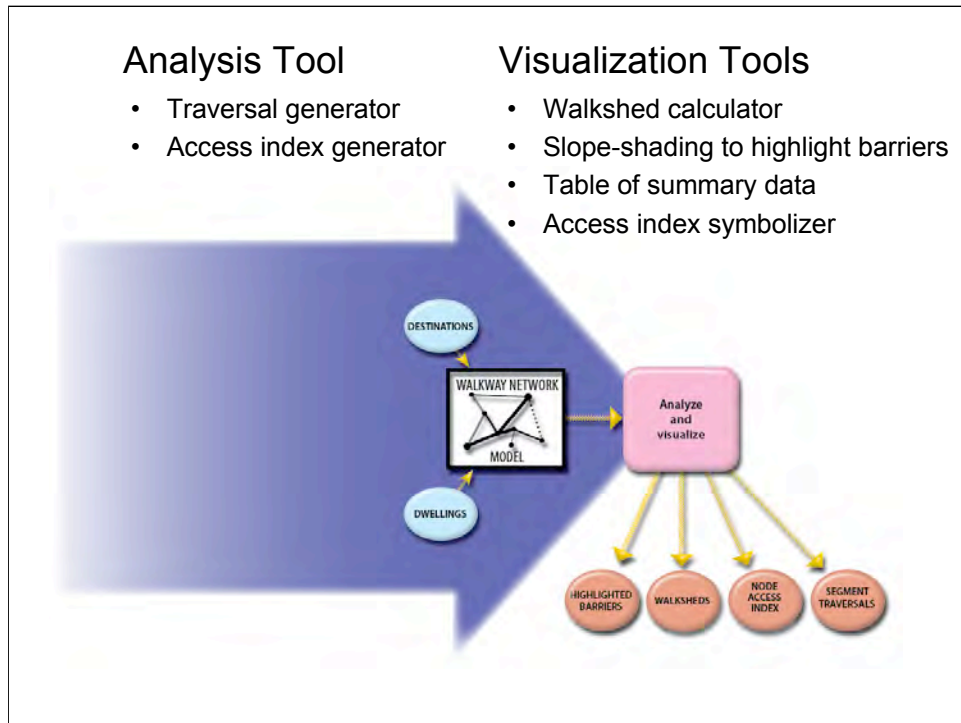 Analysis Tool
• Traversal generator
• Access index generator
Visualization Tools
• Walkshed calculator
• Slope-shading to highlight barriers
• Table of summary data
• Access index symbolizer
DESTINATIONS
WALKWAY NETWORK
MODEL
DWELLINGS
Analyze
and
visualize
HIGHLIGHTED
BARRIERS
WALKSHEDS
NODE
ACCESS
INDEX
SEGMENT
TRAVERSALS